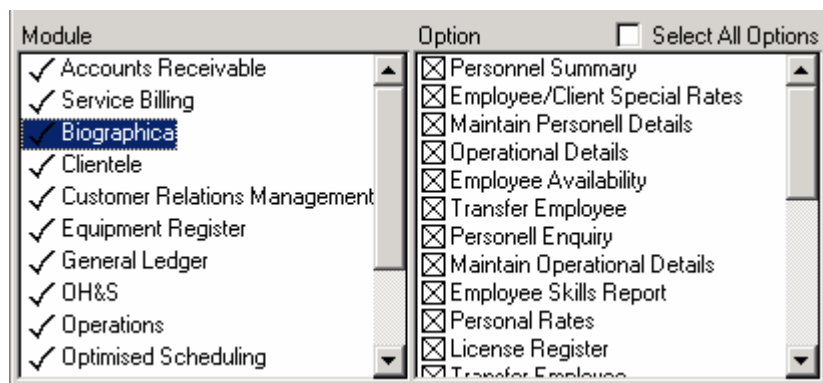 Module
Accounts Receivable
Service Billing
Biographica
Clientele
Customer Relations Management
Equipment Register
General Ledger
OH&S
Operations
Optimised Scheduling
Option
Select All Options
Personnel Summary
Employee/Client Special Rates
Maintain Personell Details
Operational Details
Employee Availability
Transfer Employee
Personell Enquiry
Maintain Operational Details
Employee Skills Report
Personal Rates
License Register
Transfer Employee